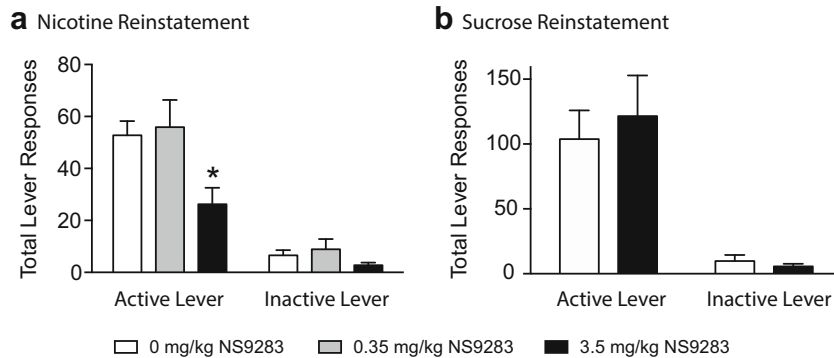 a Nicotine Reinstatement
Total Lever Responses
80
60
40
20
0
*
Active Lever Inactive Lever
b Sucrose Reinstatement
Total Lever Responses
150
100
50
0
Active Lever Inactive Lever
0 mg/kg NS9283 0.35 mg/kg NS9283 3.5 mg/kg NS9283